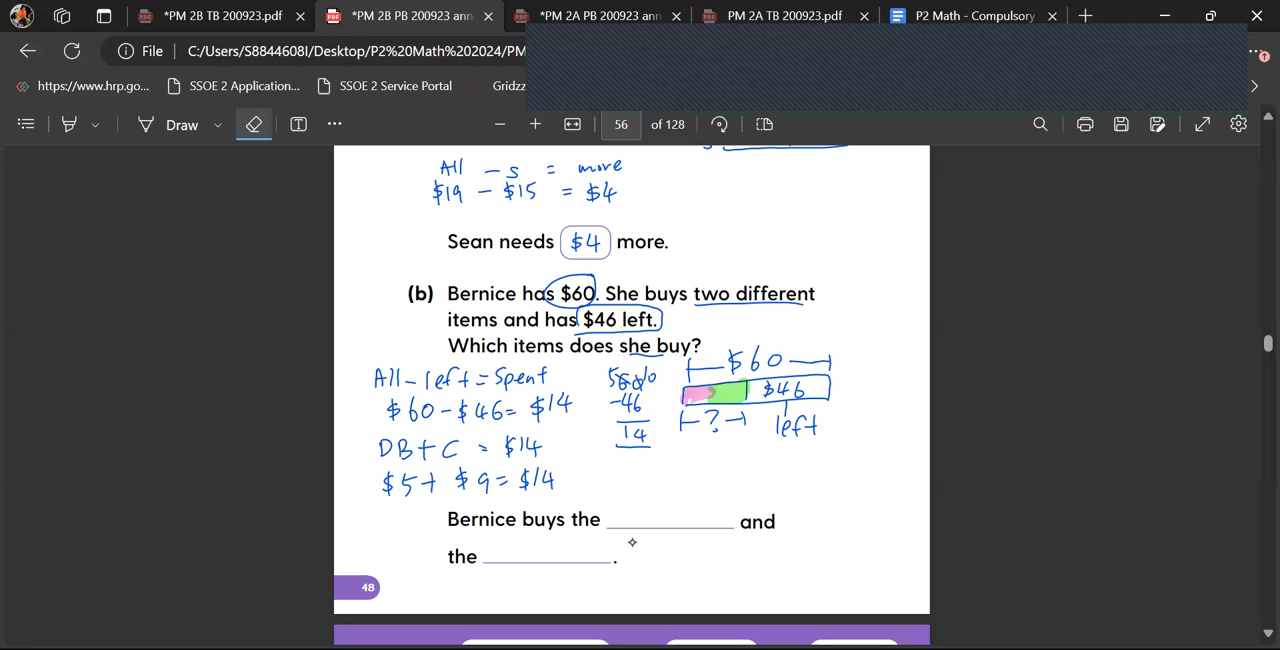 *PM 2B TB 200923.pdf
*PM 2B PB 200923 ann
*PM 2A PB 200923 ann
PM 2A TB 200923.pdf
P2 Math - Compulsory
File
C:/Users/S8844608I/Desktop/P2%20Math%202024/PM
https://www.hrp.go...
SSOE 2 Application...
SSOE 2 Service Portal
Gridzz
Draw
56 of 128
All - s = more
$19 - $15 = $4
Sean needs $4 more.
(b) Bernice has $60. She buys two different
items and has $46 left.
Which items does she buy?
$60
All - left = Spent
$60 - $46 = $14
DB + C = $14
$5 + $9 = $14
-46
14
$46
?
left
Bernice buys the ____________ and
the ____________.
48